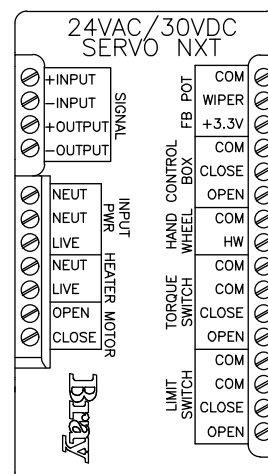 24VAC/30VDC
SERVO NXT
+INPUT
-INPUT
+OUTPUT
-OUTPUT
SIGNAL
NEUT
NEUT
LIVE
INPUT
PWR
NEUT
LIVE
HEATER
OPEN
CLOSE
MOTOR
Bray
COM
WIPER
+3.3V
FB POT
COM
CLOSE
OPEN
HAND CONTROL
BOX
COM
HW
HAND
WHEEL
COM
COM
CLOSE
OPEN
TORQUE
SWITCH
COM
COM
CLOSE
OPEN
LIMIT
SWITCH